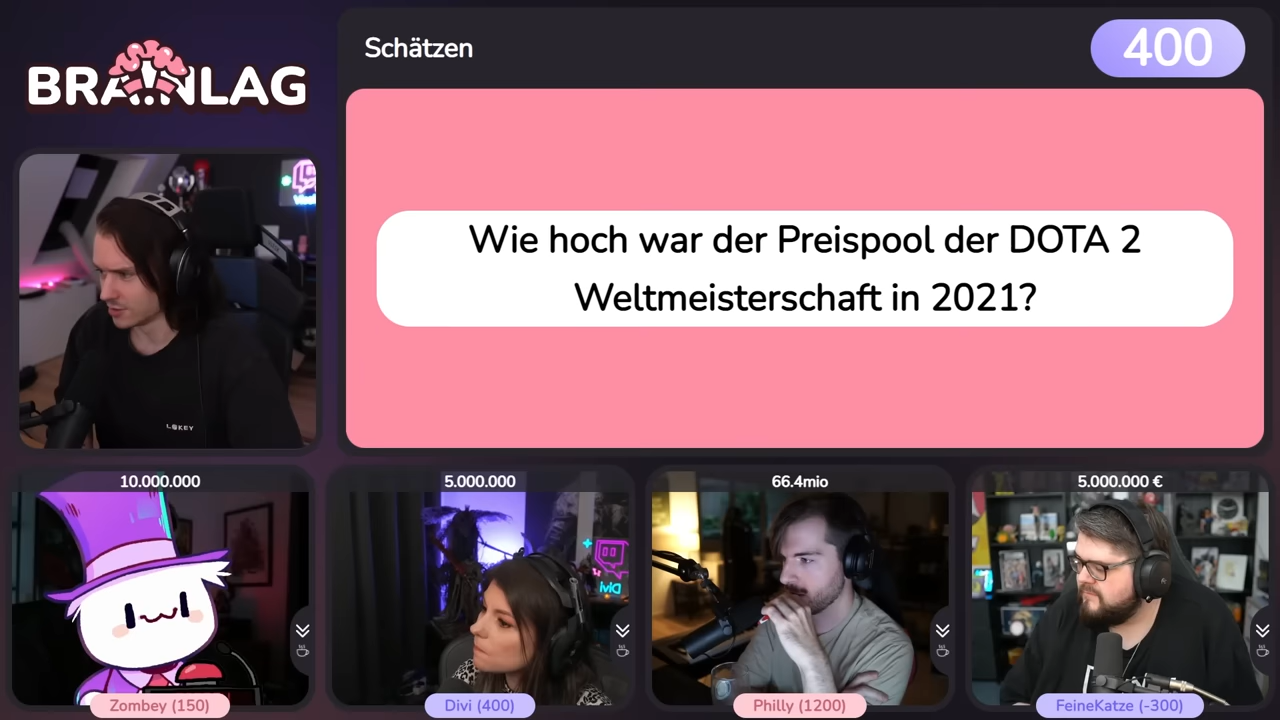 BRAINLAG
Schätzen
400
Wie hoch war der Preispool der DOTA 2
Weltmeisterschaft in 2021?
LOKEY
10.000.000
5.000.000
66.4mio
5.000.000 €
Zombey (150)
Divi (400)
Philly (1200)
FeineKatze (-300)